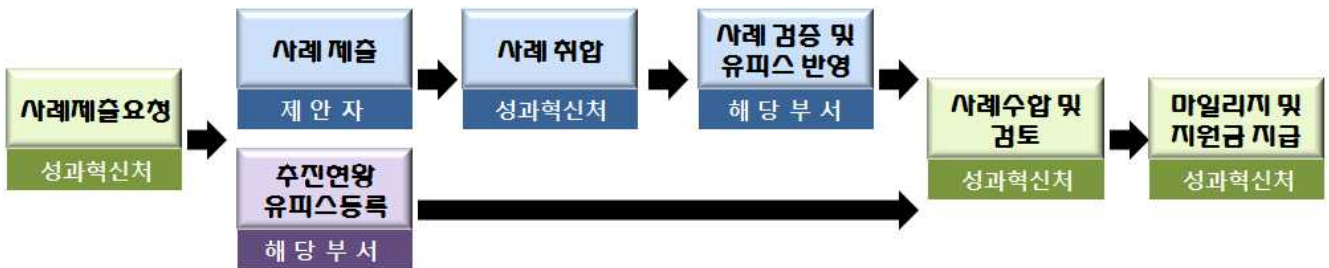 사례제출요청
성과혁신처
사례 제출
제 안 자
사례 취합
성과혁신처
사례 검증 및
유피스 반영
해 당 부 서
추진현황
유피스등록
해 당 부 서
사례수합 및
검토
성과혁신처
마일리지 및
지원금 지급
성과혁신처